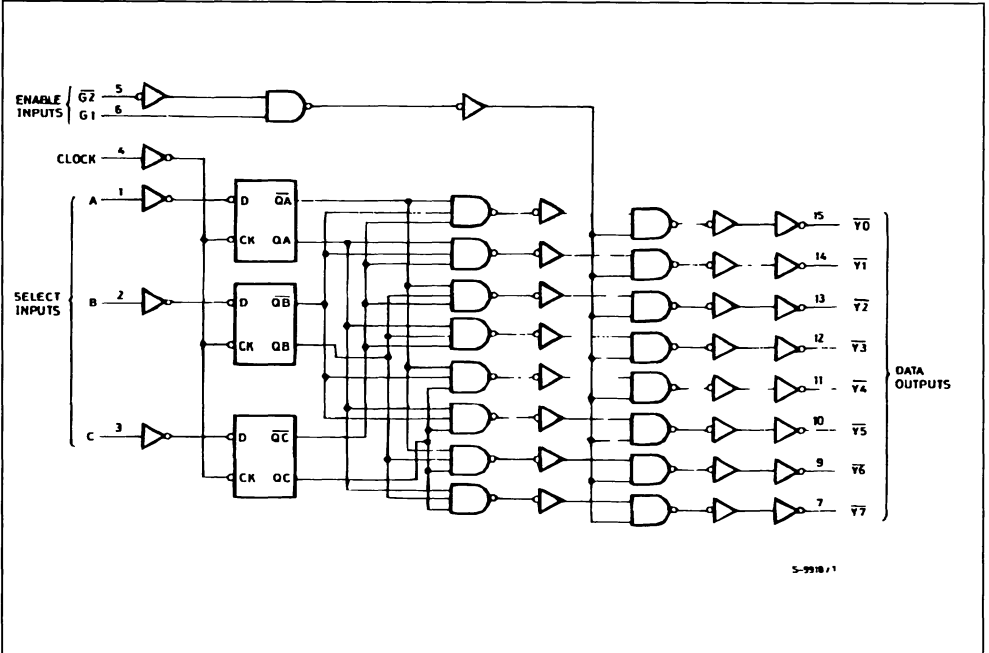 ENABLE INPUTS
G2 5
G1 6
CLOCK 4
SELECT INPUTS
A 1
B 2
C 3
D QA
CK QA
D QB
CK QB
D QC
CK QC
15 Y0
14 Y1
13 Y2
12 Y3
11 Y4
10 Y5
9 Y6
7 Y7
DATA OUTPUTS
S-9918/1